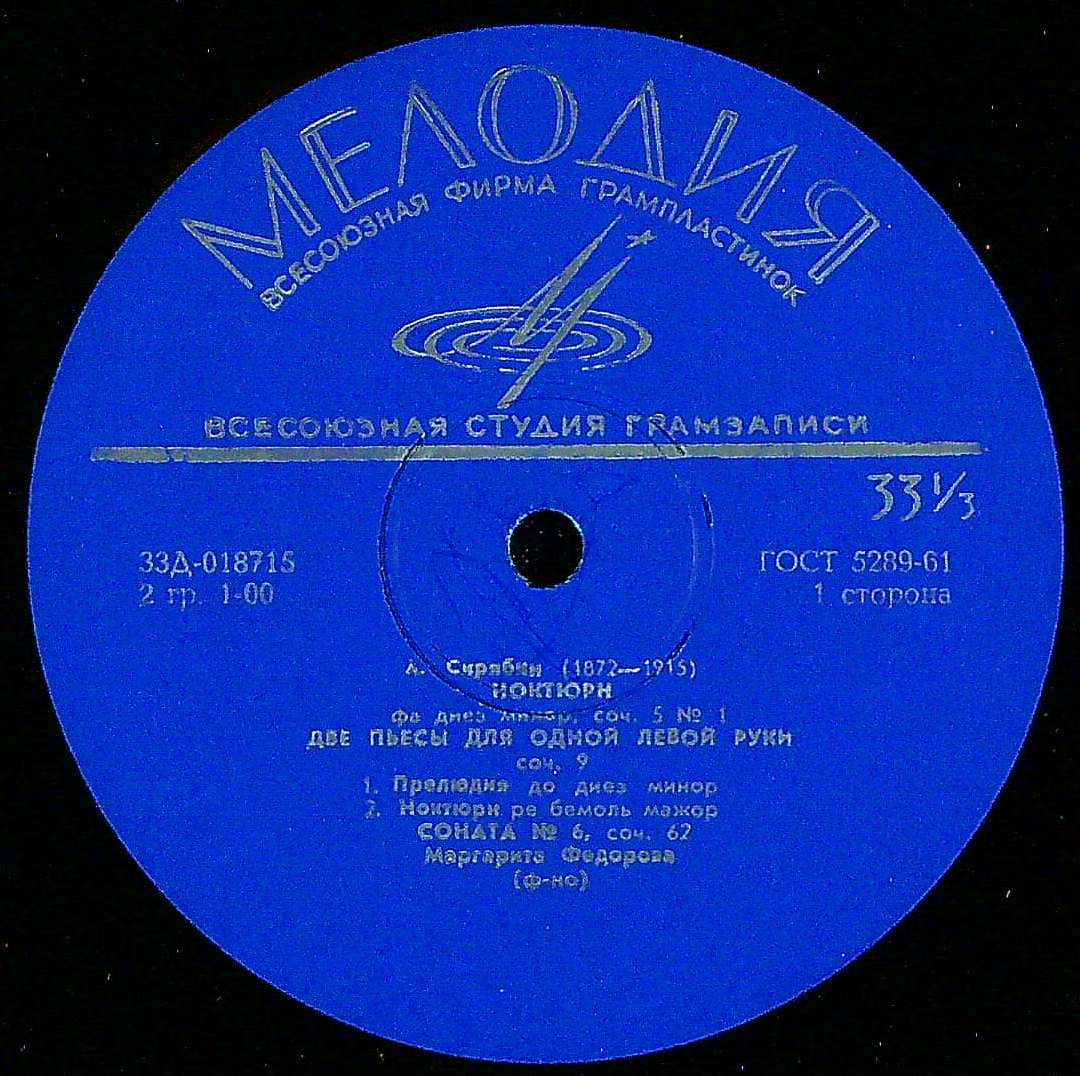 МЕЛОДИЯ
ВСЕСОЮЗНАЯ ФИРМА ГРАМПЛАСТИНОК
ВСЕСОЮЗНАЯ СТУДИЯ ГРАМЗАПИСИ
33⅓
33Д-018715
2 гр. 1-00
ГОСТ 5289-61
1 сторона
А. Скрябин (1872—1915)
НОКТЮРН
фа диез минор, соч. 5 № 1
ДВЕ ПЬЕСЫ ДЛЯ ОДНОЙ ЛЕВОЙ РУКИ
соч. 9
1. Прелюдия до диез минор
2. Ноктюрн ре бемоль мажор
СОНАТА № 6, соч. 62
Маргарита Федорова
(ф-но)